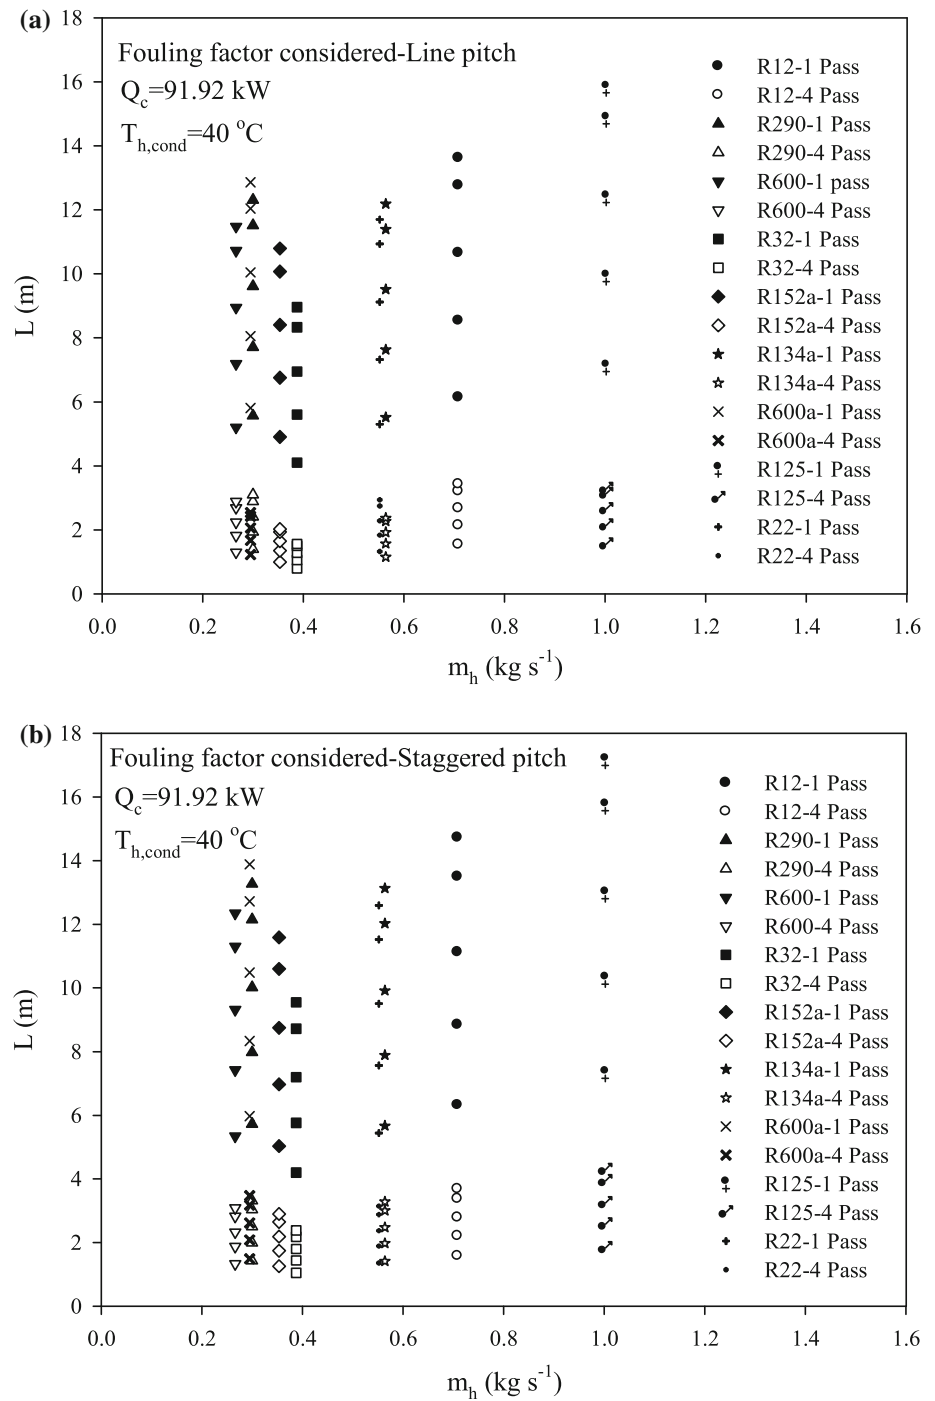 (a)
18
16
14
12
10
8
6
4
2
0
L (m)
Fouling factor considered-Line pitch
Qc=91.92 kW
Th,cond=40 °C
R12-1 Pass
R12-4 Pass
R290-1 Pass
R290-4 Pass
R600-1 pass
R600-4 Pass
R32-1 Pass
R32-4 Pass
R152a-1 Pass
R152a-4 Pass
R134a-1 Pass
R134a-4 Pass
R600a-1 Pass
R600a-4 Pass
R125-1 Pass
R125-4 Pass
R22-1 Pass
R22-4 Pass
0.0 0.2 0.4 0.6 0.8 1.0 1.2 1.4 1.6
mh (kg s-1)
(b)
18
16
14
12
10
8
6
4
2
0
L (m)
Fouling factor considered-Staggered pitch
Qc=91.92 kW
Th,cond=40 °C
R12-1 Pass
R12-4 Pass
R290-1 Pass
R290-4 Pass
R600-1 Pass
R600-4 Pass
R32-1 Pass
R32-4 Pass
R152a-1 Pass
R152a-4 Pass
R134a-1 Pass
R134a-4 Pass
R600a-1 Pass
R600a-4 Pass
R125-1 Pass
R125-4 Pass
R22-1 Pass
R22-4 Pass
0.0 0.2 0.4 0.6 0.8 1.0 1.2 1.4 1.6
mh (kg s-1)